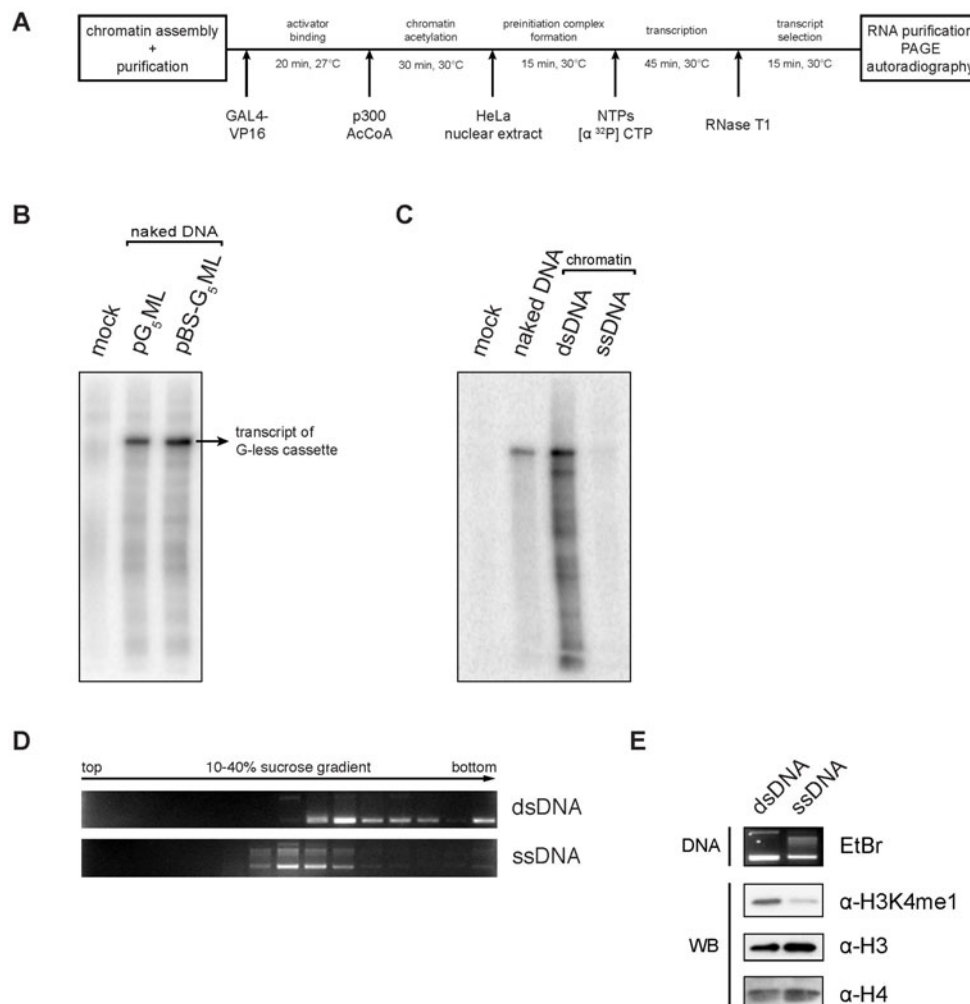 A
chromatin assembly
+
purification
activator
binding
20 min, 27°C
chromatin
acetylation
30 min, 30°C
preinitiation complex
formation
15 min, 30°C
transcription
45 min, 30°C
transcript
selection
15 min, 30°C
RNA purification
PAGE
autoradiography
GAL4-
VP16
p300
AcCoA
HeLa
nuclear extract
NTPs
[α ³²P] CTP
RNase T1
B
naked DNA
mock
pG₅ML
pBS-G₅ML
transcript of
G-less cassette
C
chromatin
mock
naked DNA
dsDNA
ssDNA
D
top 10-40% sucrose gradient bottom
dsDNA
ssDNA
E
dsDNA
ssDNA
DNA
EtBr
WB
α-H3K4me1
α-H3
α-H4